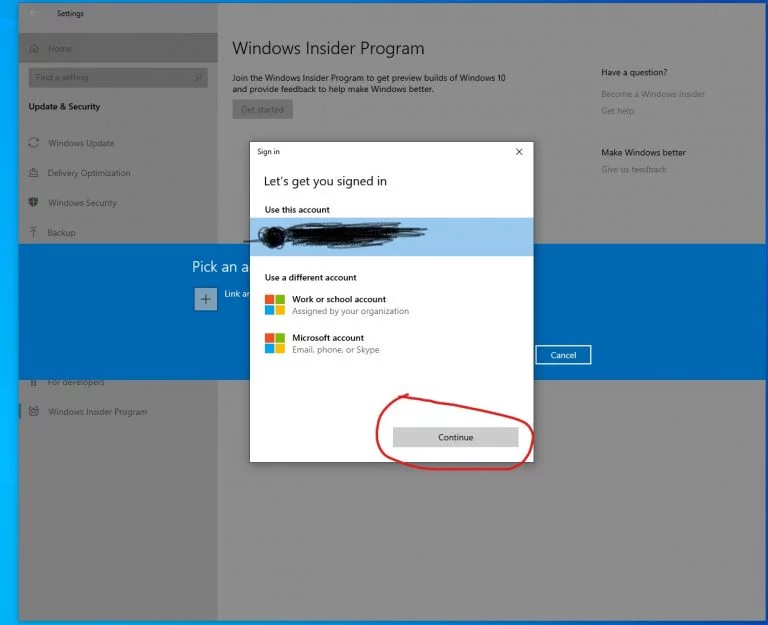 Settings
Home
Find a setting
Update & Security
Windows Update
Delivery Optimization
Windows Security
Backup
For developers
Windows Insider Program
Windows Insider Program
Join the Windows Insider Program to get preview builds of Windows 10
and provide feedback to help make Windows better.
Get started
Have a question?
Become a Windows Insider
Get help
Make Windows better
Give us feedback
Pick an a
Link ar
Cancel
Sign in
Let's get you signed in
Use this account
Use a different account
Work or school account
Assigned by your organization
Microsoft account
Email, phone, or Skype
Continue